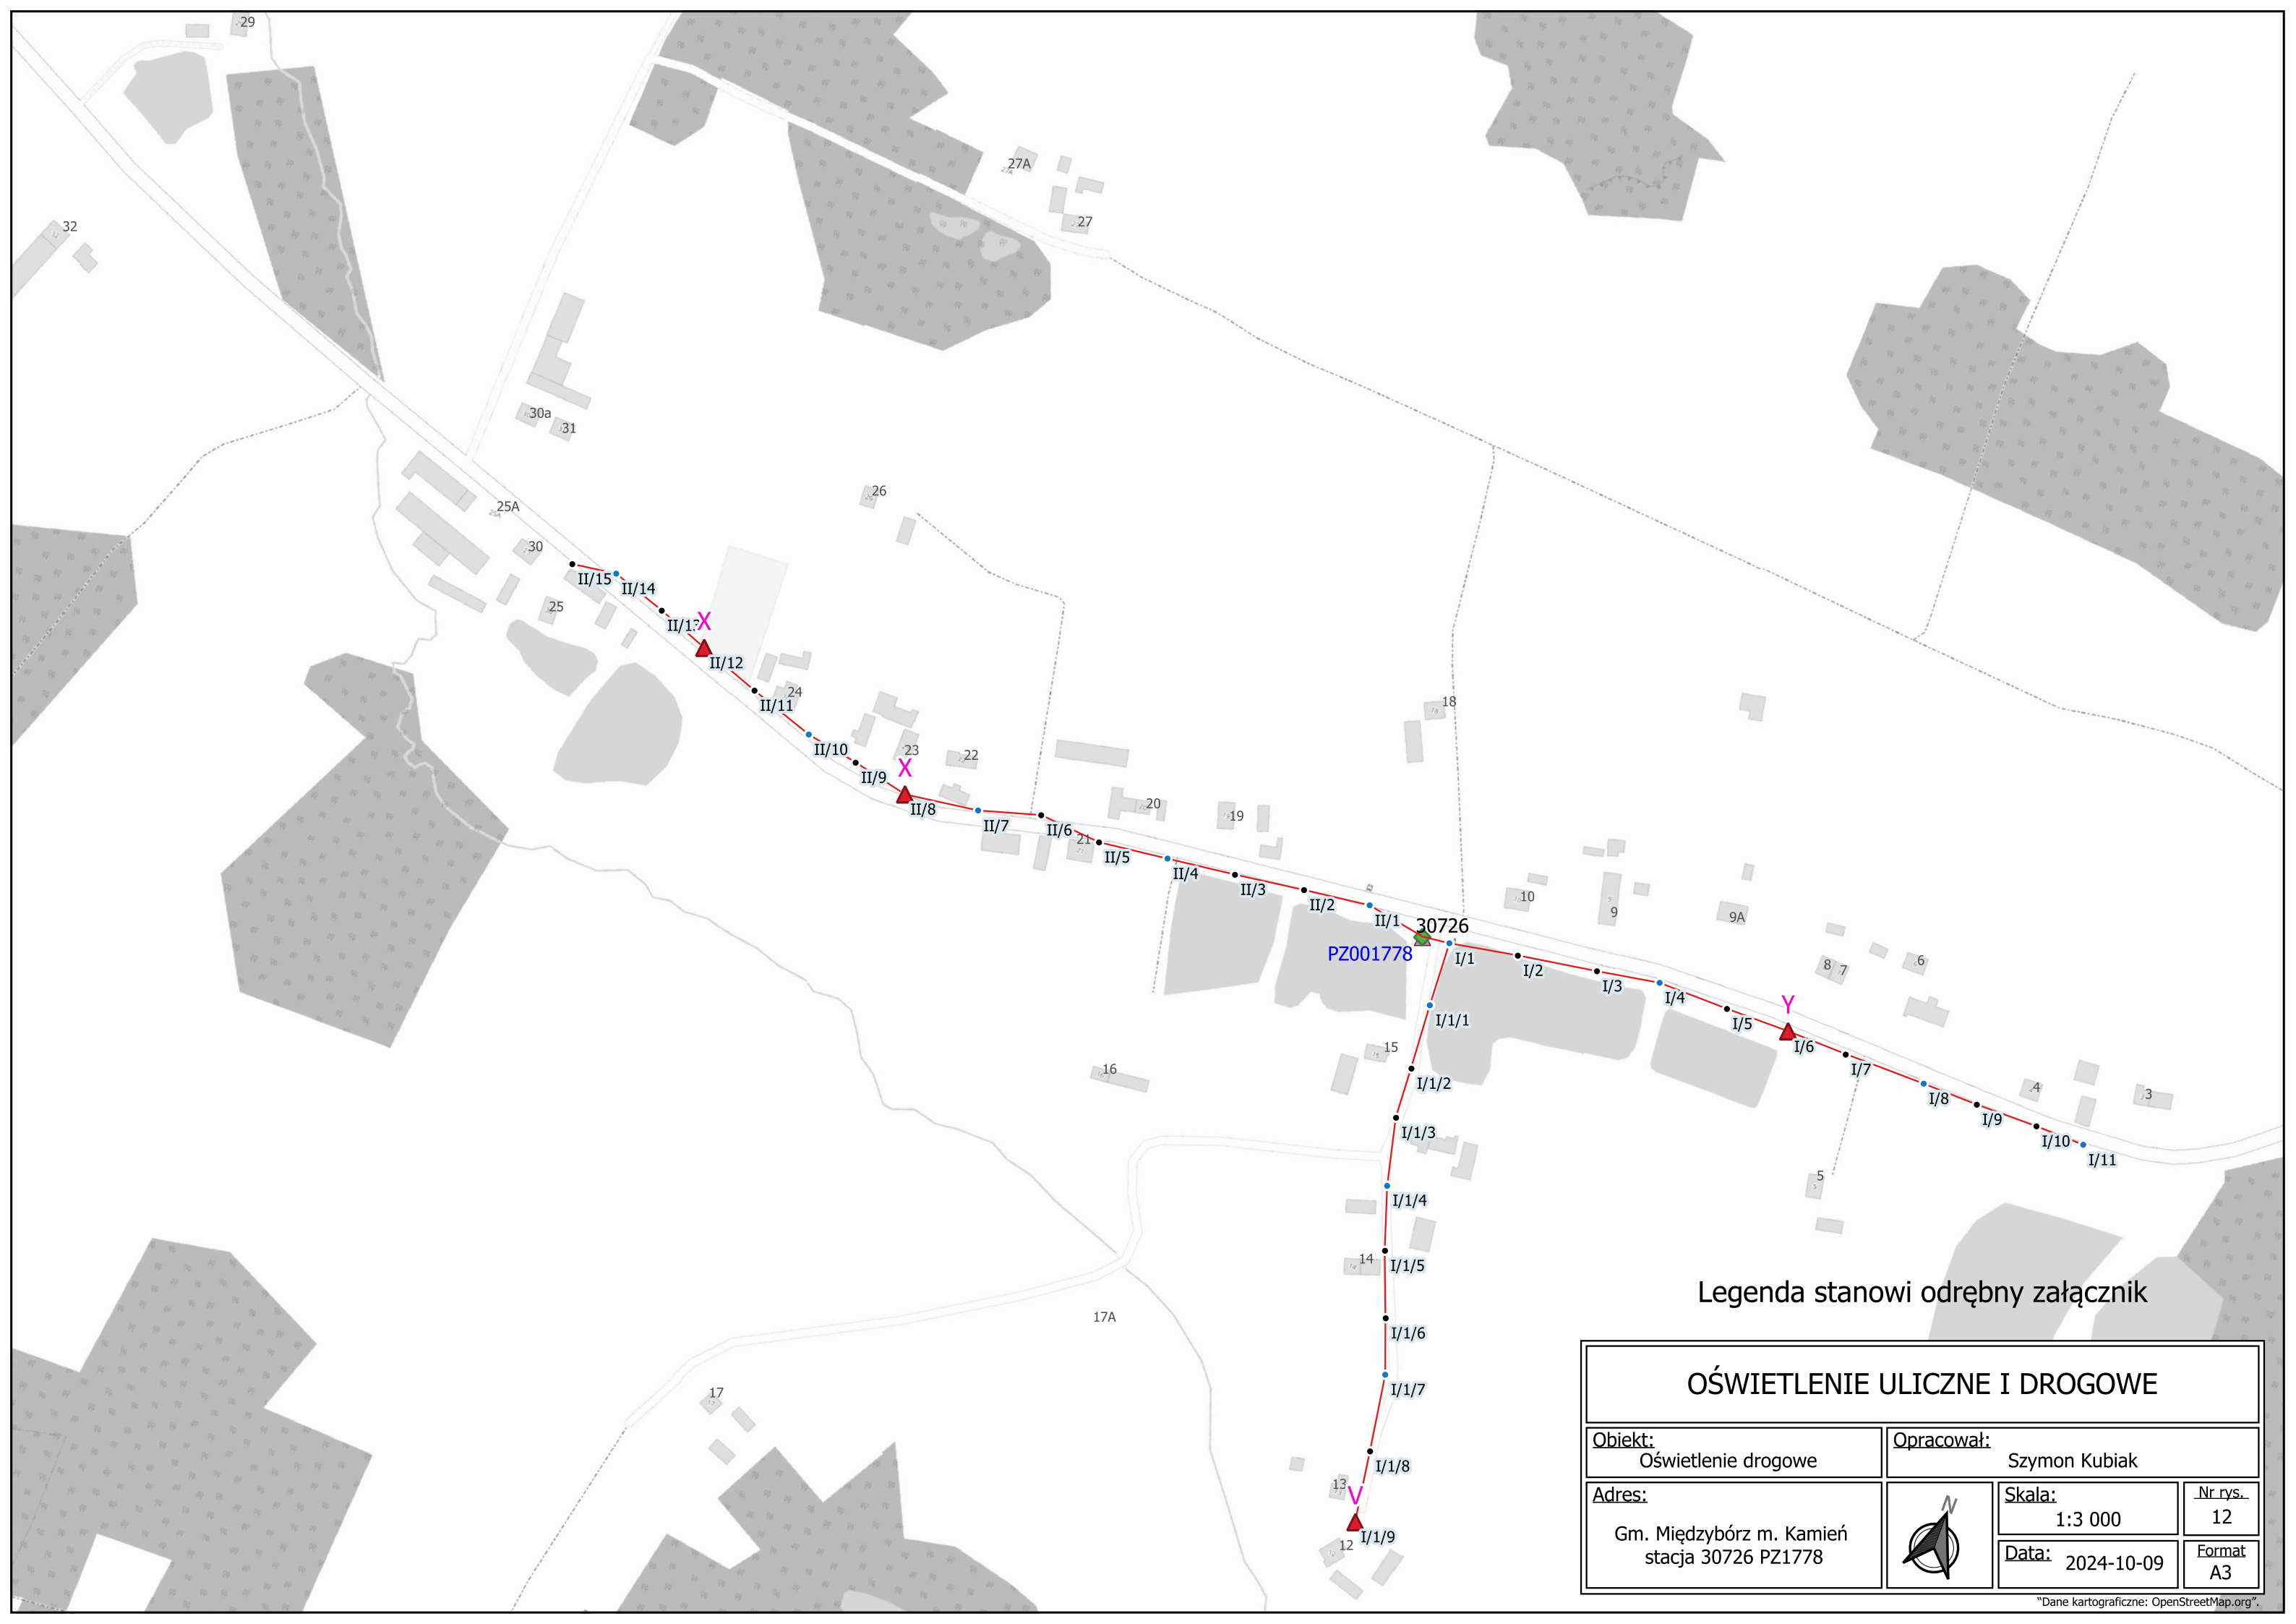 29
27A
27
32
30a
31
26
25A
30
II/15
II/14
25
X
II/13
II/12
24
II/11
18
23
22
II/10
X
II/9
II/8
20
19
II/7
II/6
21
II/5
II/4
II/3
10
II/2
9
9A
II/1
30726
PZ001778
I/1
I/2
8
7
6
I/3
I/4
Y
I/1/1
I/5
I/6
15
I/7
16
I/1/2
4
3
I/8
I/9
I/1/3
I/10
I/11
5
I/1/4
14
I/1/5
17A
I/1/6
I/1/7
17
I/1/8
13
V
I/1/9
12
Legenda stanowi odrębny załącznik
OŚWIETLENIE ULICZNE I DROGOWE
Obiekt:
Oświetlenie drogowe
Opracował:
Szymon Kubiak
Adres:
Gm. Międzybórz m. Kamień
stacja 30726 PZ1778
N
Skala:
1:3 000
Nr rys.
12
Data: 2024-10-09
Format
A3
"Dane kartograficzne: OpenStreetMap.org".